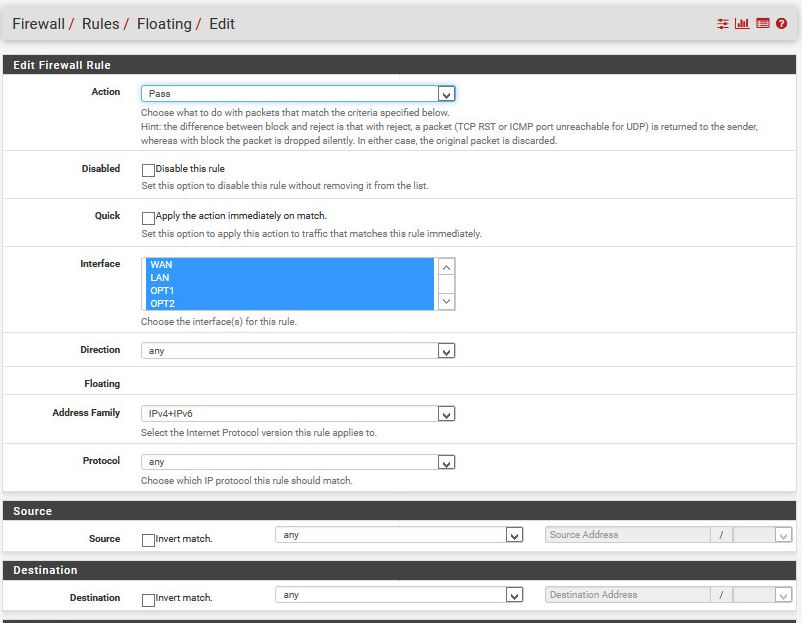 Firewall / Rules / Floating / Edit
Edit Firewall Rule
Action
Pass
Choose what to do with packets that match the criteria specified below.
Hint: the difference between block and reject is that with reject, a packet (TCP RST or ICMP port unreachable for UDP) is returned to the sender,
whereas with block the packet is dropped silently. In either case, the original packet is discarded.
Disabled
Disable this rule
Set this option to disable this rule without removing it from the list.
Quick
Apply the action immediately on match.
Set this option to apply this action to traffic that matches this rule immediately.
Interface
WAN
LAN
OPT1
OPT2
Choose the interface(s) for this rule.
Direction
any
Floating
Address Family
IPv4+IPv6
Select the Internet Protocol version this rule applies to.
Protocol
any
Choose which IP protocol this rule should match.
Source
Source
Invert match.
any
Source Address
/
Destination
Destination
Invert match.
any
Destination Address
/